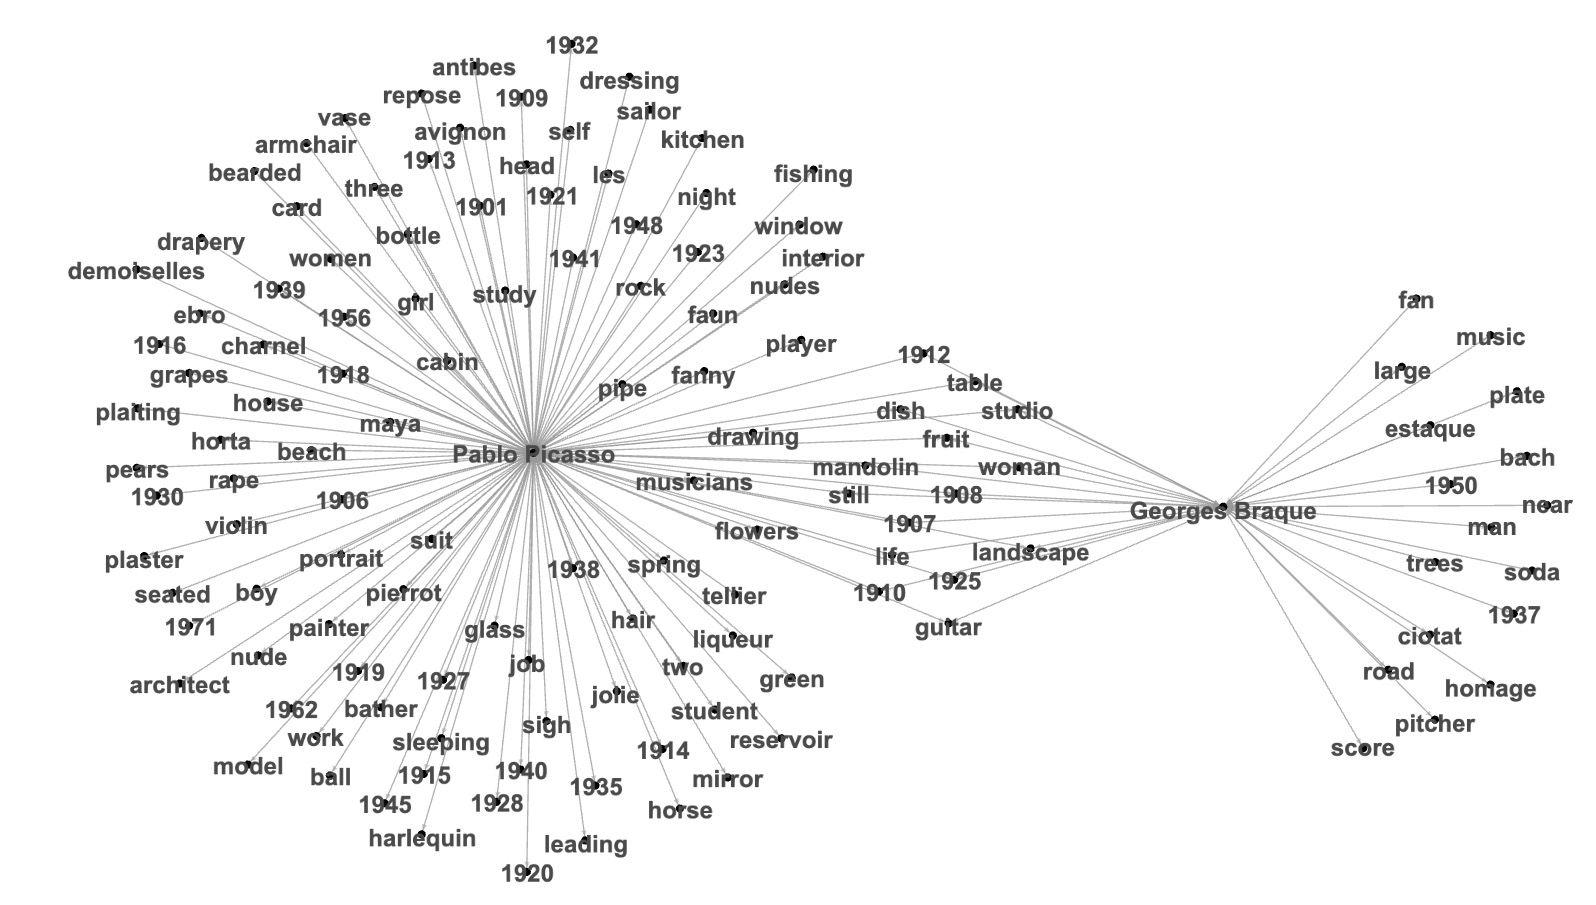 1932
antibes
dressing
repose
1909
sailor
vase
avignon
self
kitchen
armchair
1913
head
les
fishing
bearded
three
1921
night
card
1901
1948
window
drapery
bottle
1923
interior
women
1941
demoiselles
1939
girl
study
rock
nudes
fan
ebro
1956
faun
music
1916
charnel
cabin
player
1912
grapes
1918
pipe
fanny
table
large
plate
plaiting
house
maya
drawing
dish
studio
estaque
horta
beach
Pablo Picasso
fruit
bach
pears
rape
musicians
mandolin
woman
1950
1930
1906
still
1908
Georges Braque
near
violin
suit
flowers
1907
man
plaster
portrait
1938
spring
life
landscape
trees
soda
seated
boy
pierrot
tellier
1910
1925
1937
1971
painter
glass
hair
liqueur
guitar
ciotat
nude
job
two
green
road
homage
architect
1919
1927
jolie
student
pitcher
1962
bather
sigh
reservoir
score
work
sleeping
1914
model
ball
1915
1940
1935
mirror
1945
1928
horse
harlequin
leading
1920